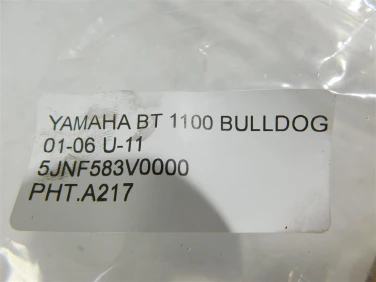 YAMAHA BT 1100 BULLDOG
01-06 U-11
5JNF583V0000
PHT.A217